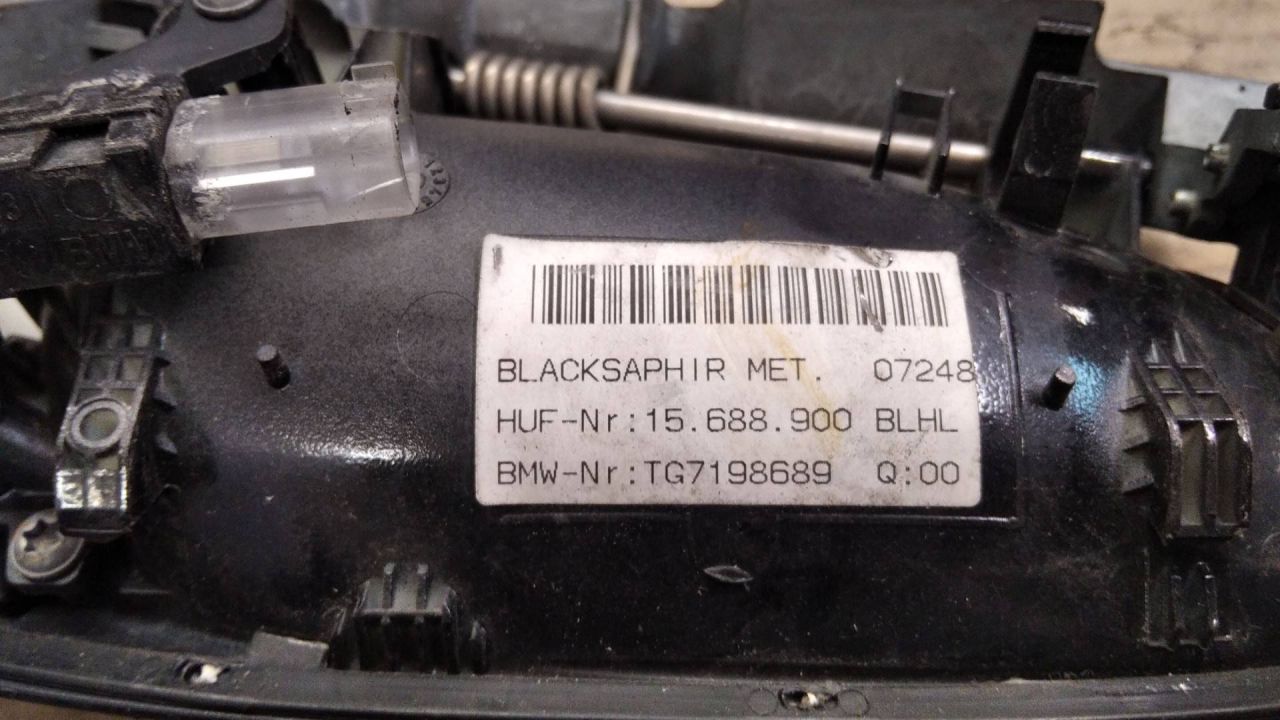 BLACKSAPHIR MET. 07248
HUF-Nr:15.688.900 BLHL
BMW-Nr:TG7198689 Q:00